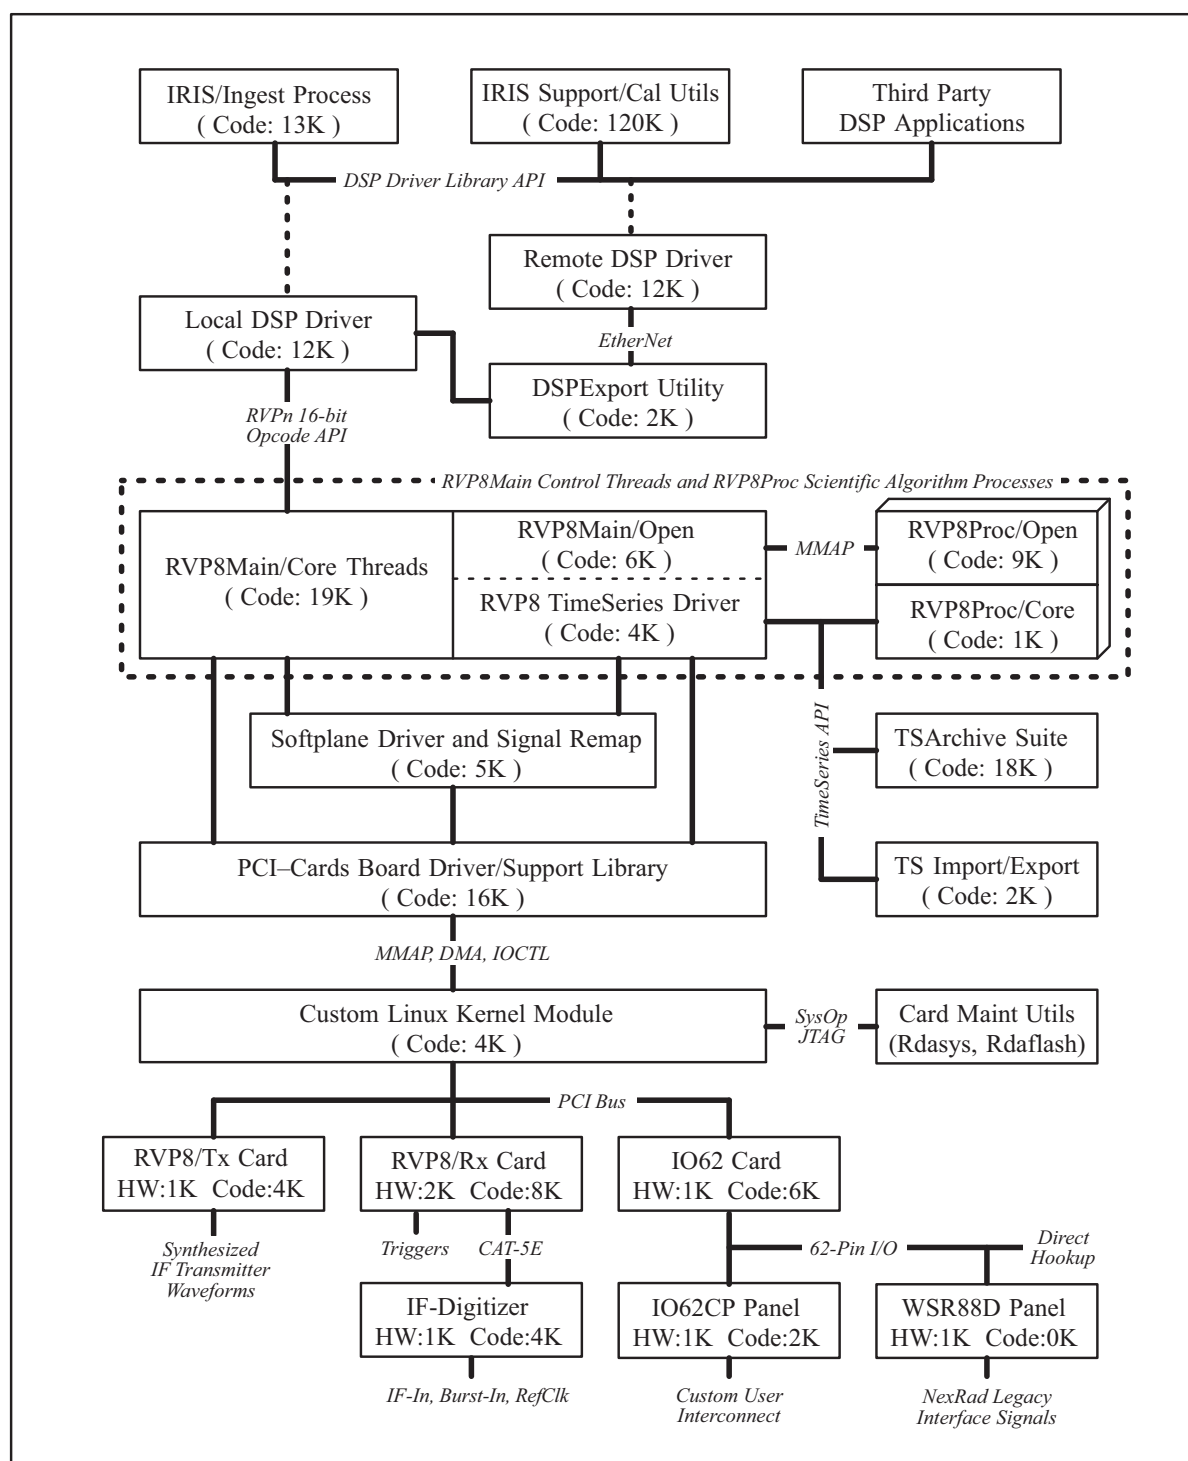 IRIS/Ingest Process
( Code: 13K )
IRIS Support/Cal Utils
( Code: 120K )
Third Party
DSP Applications
DSP Driver Library API
Remote DSP Driver
( Code: 12K )
Local DSP Driver
( Code: 12K )
EtherNet
DSPExport Utility
( Code: 2K )
RVPn 16-bit
Opcode API
RVP8Main Control Threads and RVP8Proc Scientific Algorithm Processes
RVP8Main/Core Threads
( Code: 19K )
RVP8Main/Open
( Code: 6K )
RVP8 TimeSeries Driver
( Code: 4K )
MMAP
RVP8Proc/Open
( Code: 9K )
RVP8Proc/Core
( Code: 1K )
Softplane Driver and Signal Remap
( Code: 5K )
TimeSeries API
TSArchive Suite
( Code: 18K )
PCI–Cards Board Driver/Support Library
( Code: 16K )
TS Import/Export
( Code: 2K )
MMAP, DMA, IOCTL
Custom Linux Kernel Module
( Code: 4K )
SysOp
JTAG
Card Maint Utils
(Rdasys, Rdaflash)
PCI Bus
RVP8/Tx Card
HW:1K Code:4K
RVP8/Rx Card
HW:2K Code:8K
IO62 Card
HW:1K Code:6K
Synthesized
IF Transmitter
Waveforms
Triggers
CAT-5E
62-Pin I/O
Direct
Hookup
IF-Digitizer
HW:1K Code:4K
IO62CP Panel
HW:1K Code:2K
WSR88D Panel
HW:1K Code:0K
IF-In, Burst-In, RefClk
Custom User
Interconnect
NexRad Legacy
Interface Signals